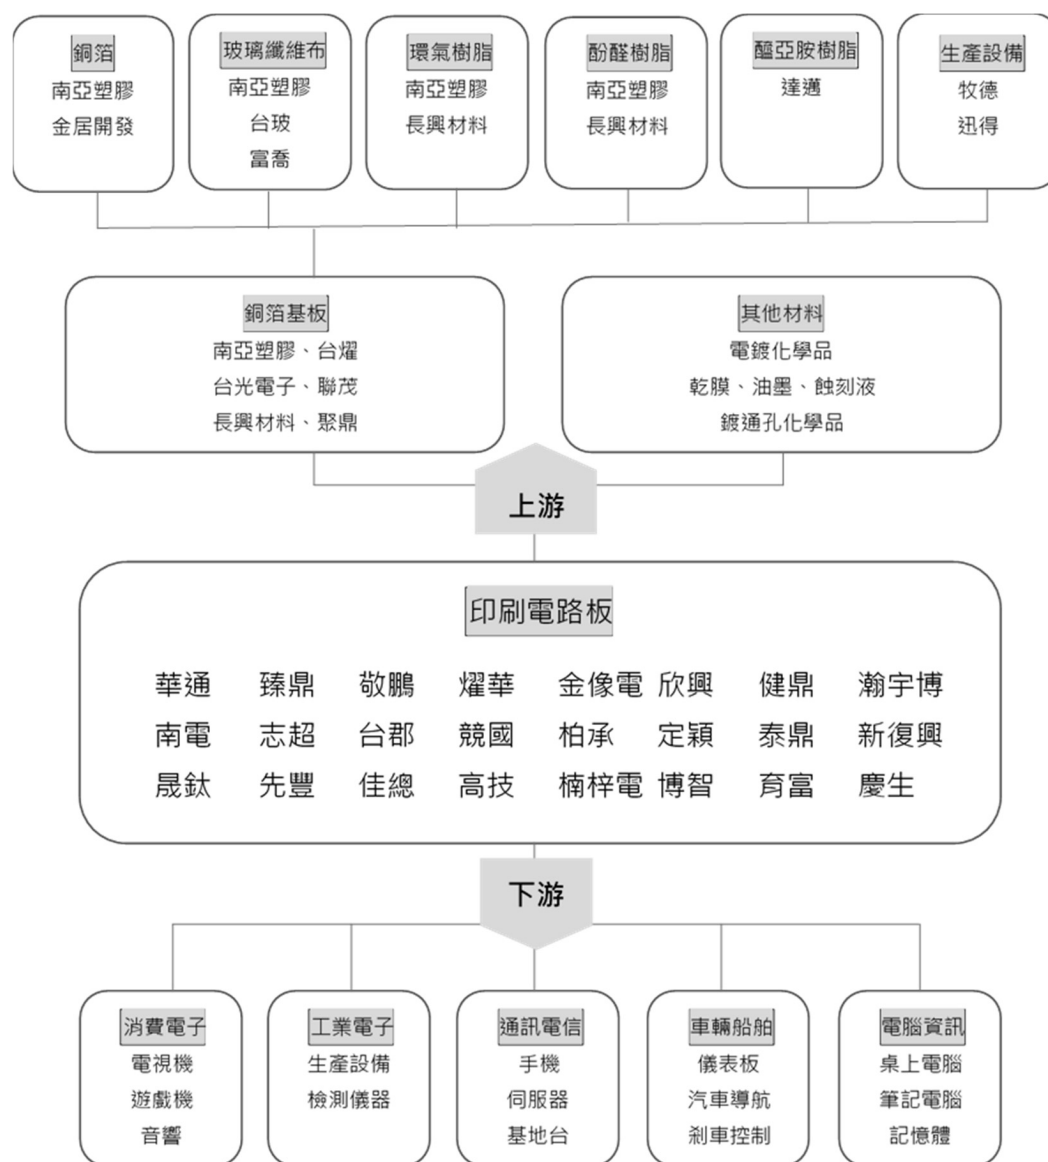 銅箔
南亞塑膠
金居開發
玻璃纖維布
南亞塑膠
台玻
富喬
環氧樹脂
南亞塑膠
長興材料
酚醛樹脂
南亞塑膠
長興材料
醯亞胺樹脂
達邁
生產設備
牧德
迅得
銅箔基板
南亞塑膠、台燿
台光電子、聯茂
長興材料、聚鼎
其他材料
電鍍化學品
乾膜、油墨、蝕刻液
鍍通孔化學品
上游
印刷電路板
華通 臻鼎 敬鵬 燿華 金像電 欣興 健鼎 瀚宇博
南電 志超 台郡 競國 柏承 定穎 泰鼎 新復興
晟鈦 先豐 佳總 高技 楠梓電 博智 育富 慶生
下游
消費電子
電視機
遊戲機
音響
工業電子
生產設備
檢測儀器
通訊電信
手機
伺服器
基地台
車輛船舶
儀表板
汽車導航
剎車控制
電腦資訊
桌上電腦
筆記電腦
記憶體